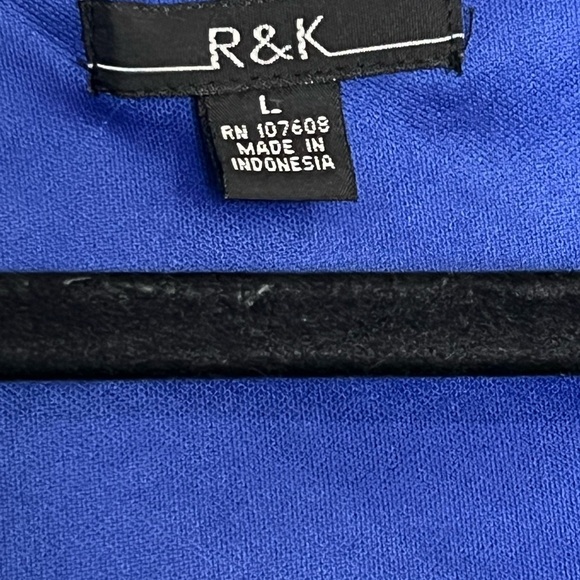 R&K
L
RN 107608
MADE IN
INDONESIA